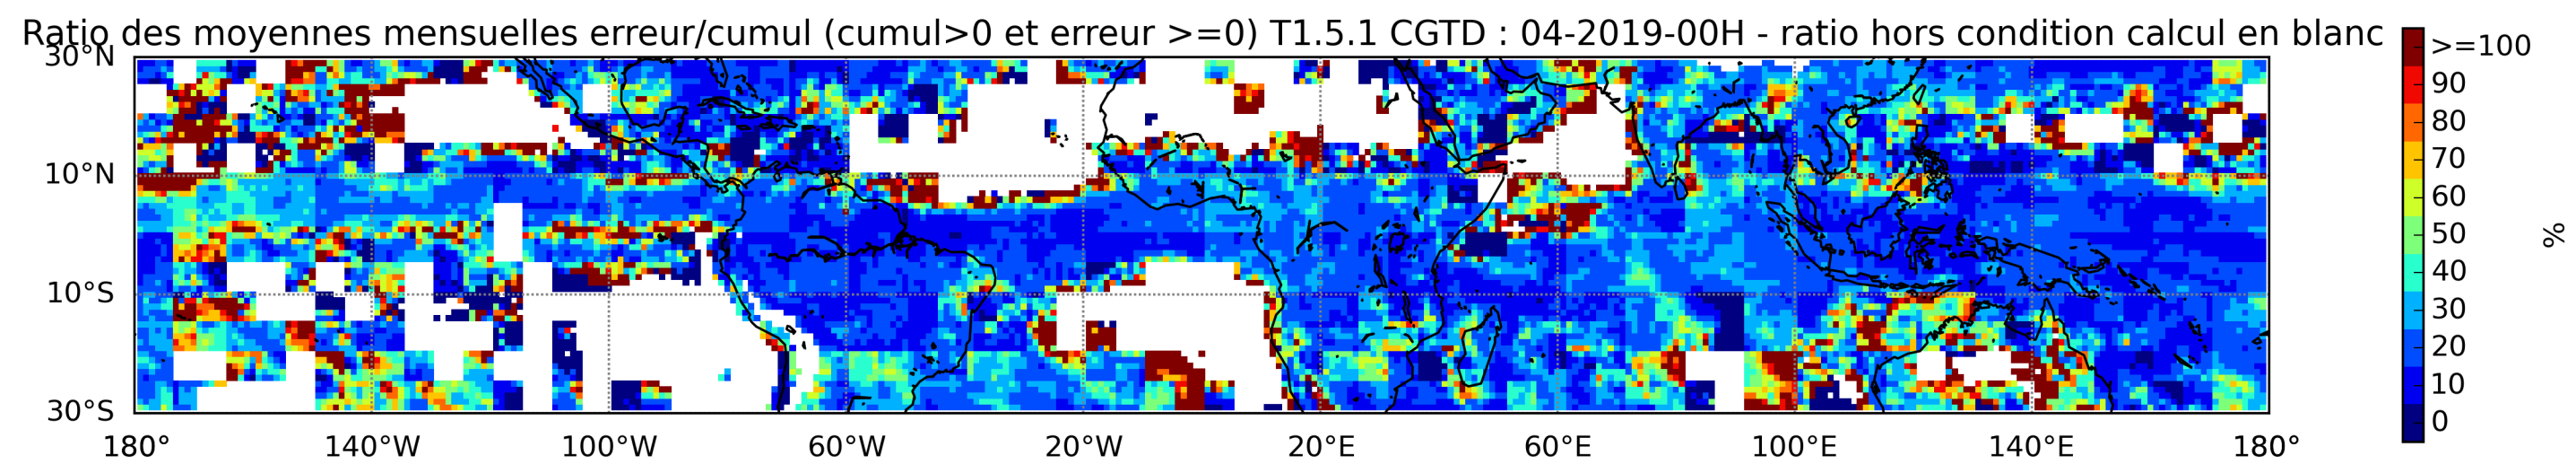 Ratio des moyennes mensuelles erreur/cumul (cumul>0 et erreur >=0) T1.5.1 CGTD : 04-2019-00H - ratio hors condition calcul en blanc
30°N
10°N
10°S
30°S
180°
140°W
100°W
60°W
20°W
20°E
60°E
100°E
140°E
180°
>=100
90
80
70
60
50
40
30
20
10
0
%